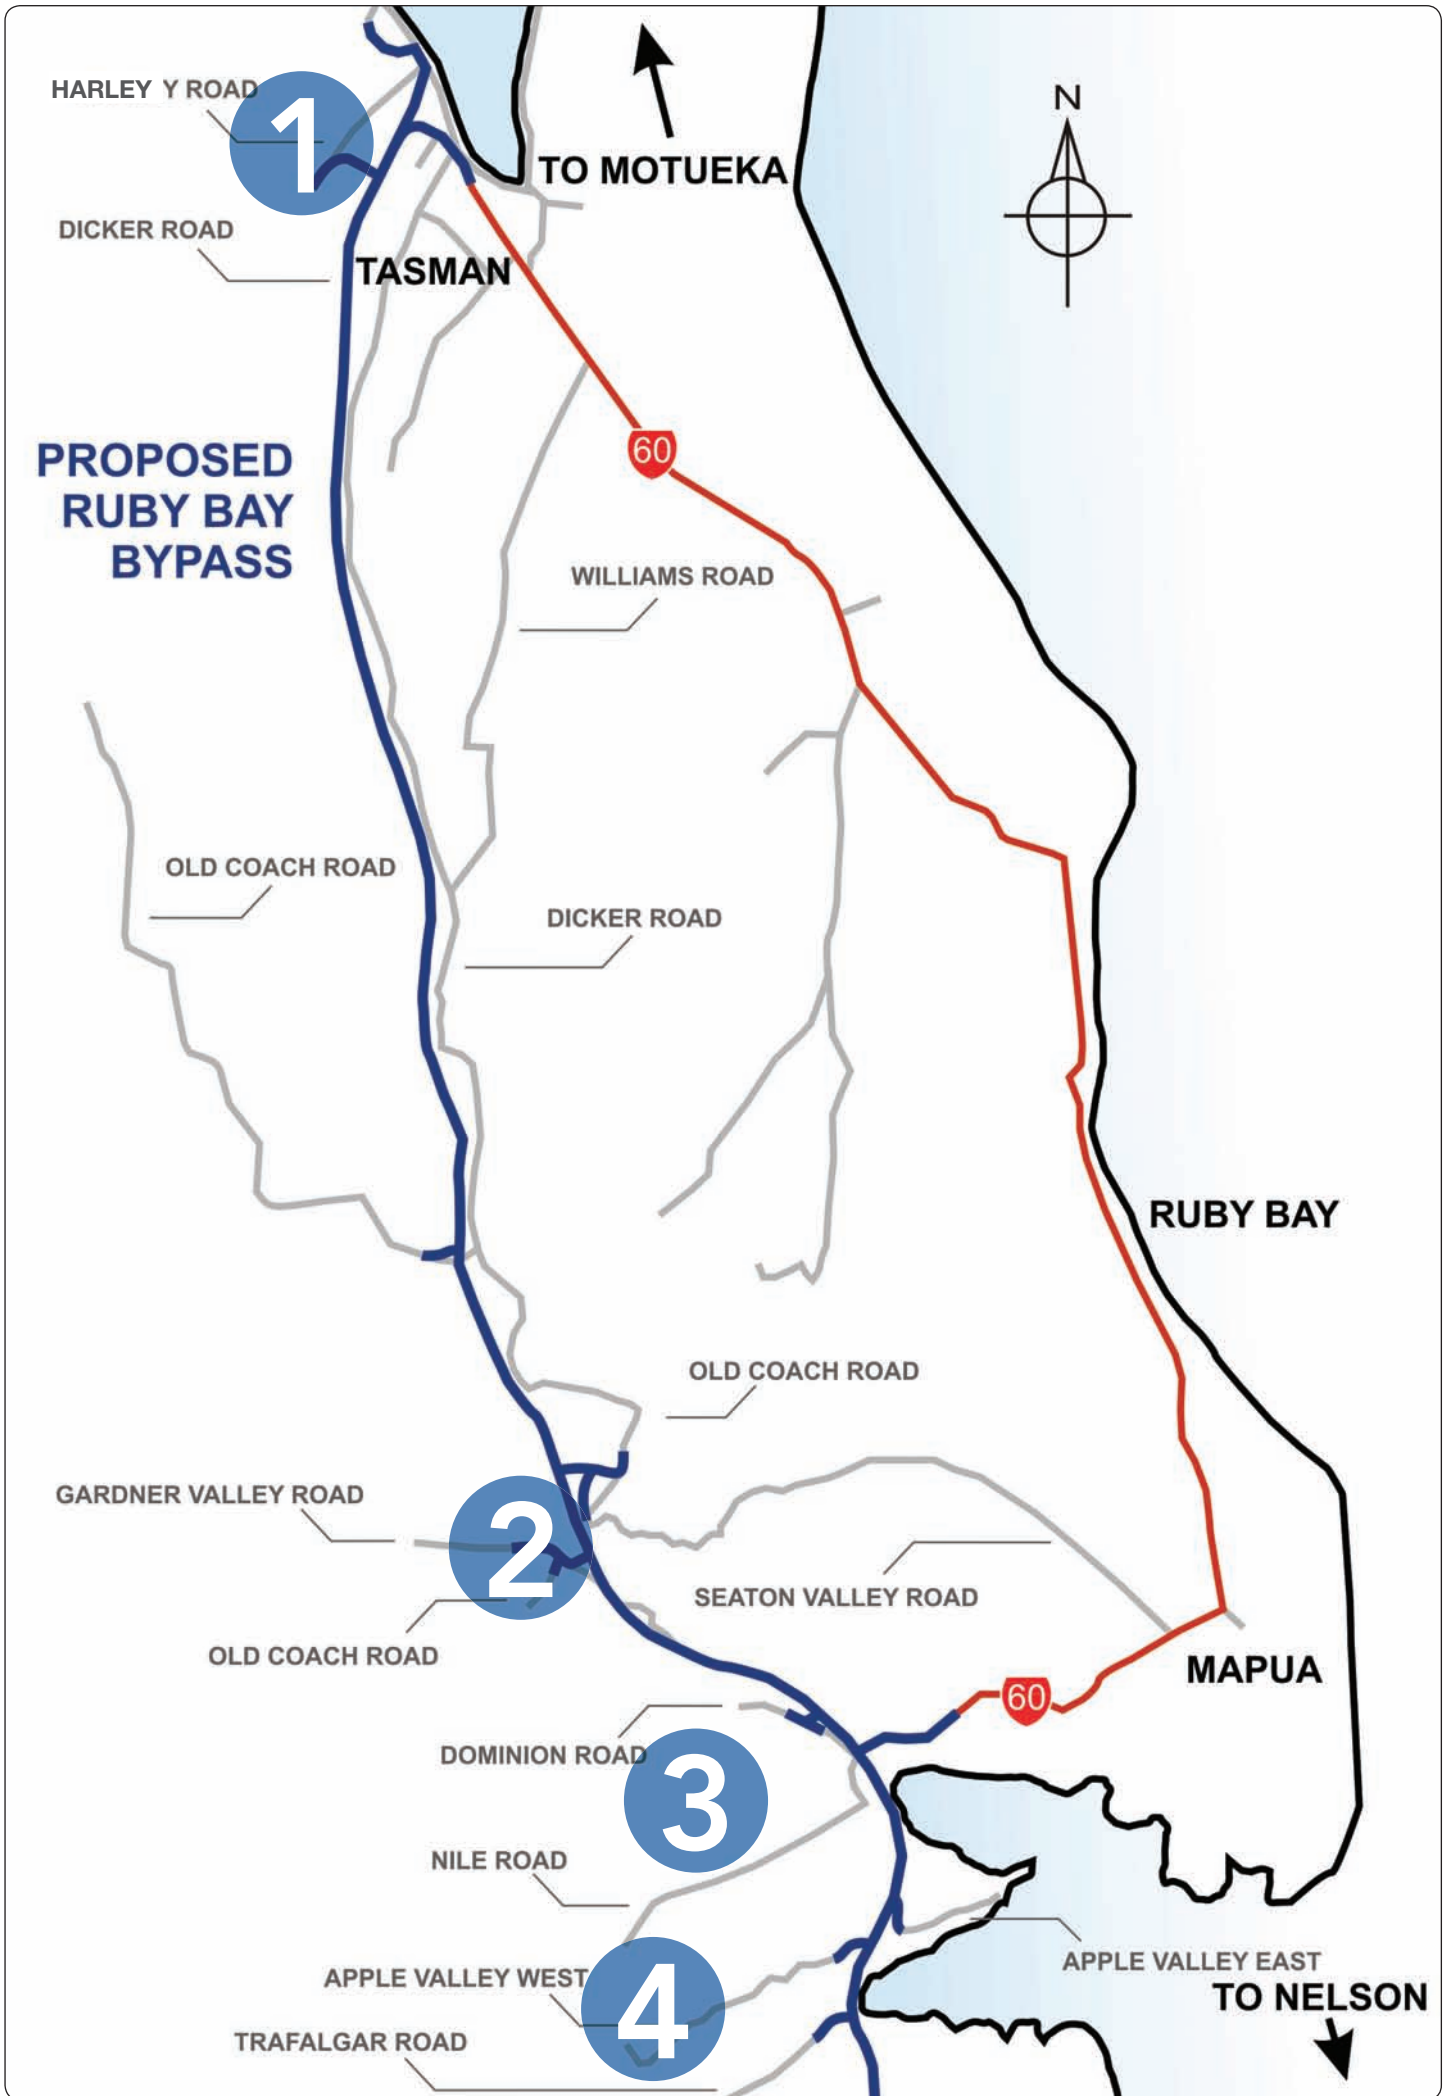 N
HARLEY Y ROAD
1
TO MOTUEKA
DICKER ROAD
TASMAN
60
PROPOSED
RUBY BAY
BYPASS
WILLIAMS ROAD
OLD COACH ROAD
DICKER ROAD
RUBY BAY
OLD COACH ROAD
GARDNER VALLEY ROAD
2
SEATON VALLEY ROAD
OLD COACH ROAD
MAPUA
60
DOMINION ROAD
3
NILE ROAD
APPLE VALLEY EAST
APPLE VALLEY WEST
4
TO NELSON
TRAFALGAR ROAD